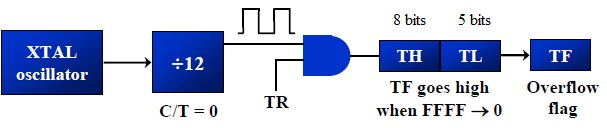 8 bits
5 bits
XTAL
oscillator
÷12
TH
TL
TF
C/T = 0
TR
TF goes high
when FFFF → 0
Overflow
flag